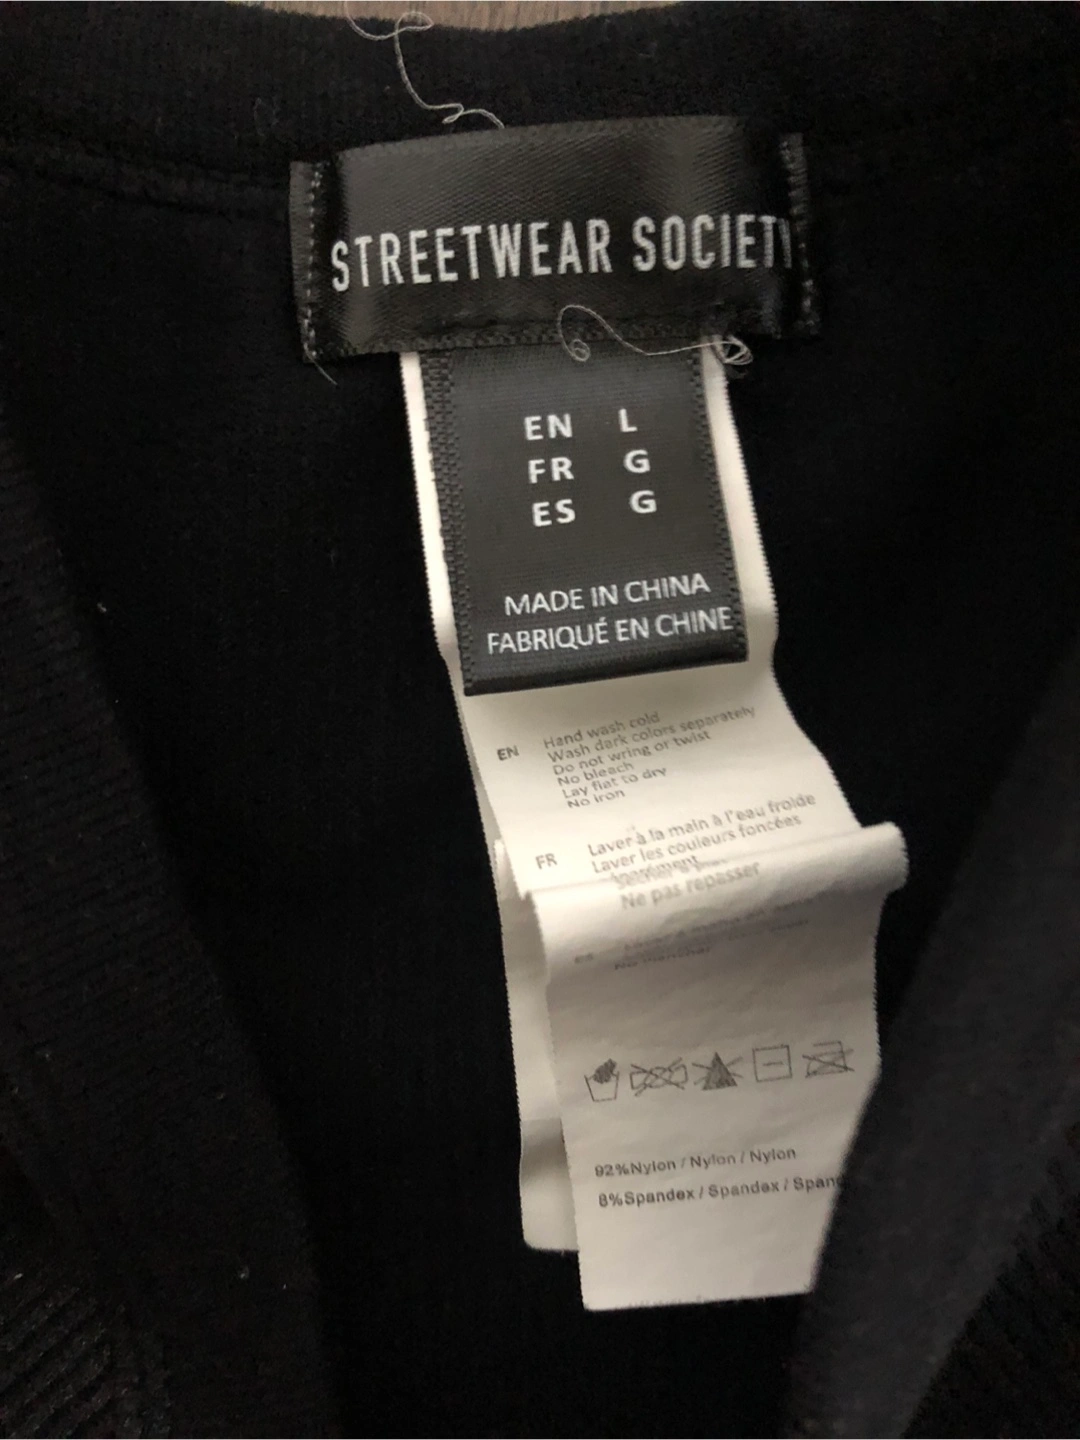 STREETWEAR SOCIETY
EN L
FR G
ES G
MADE IN CHINA
FABRIQUÉ EN CHINE
EN Hand wash cold
Wash dark colors separately
Do not wring or twist
No bleach
Lay flat to dry
No iron
FR Laver à la main à l'eau froide
Laver les couleurs foncées
Ne pas repasser
ES
92%Nylon / Nylon / Nylon
8%Spandex / Spandex / Span